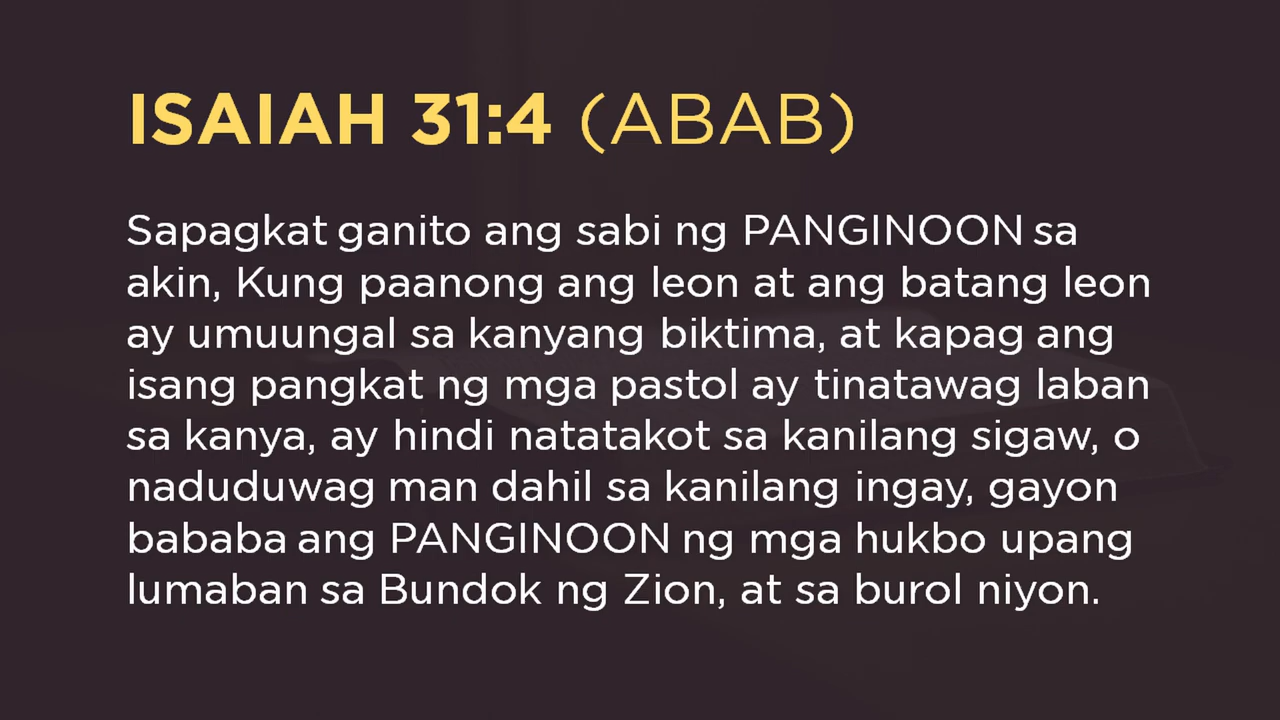 ISAIAH 31:4 (ABAB)
Sapagkat ganito ang sabi ng PANGINOON sa
akin, Kung paanong ang leon at ang batang leon
ay umuungal sa kanyang biktima, at kapag ang
isang pangkat ng mga pastol ay tinatawag laban
sa kanya, ay hindi natatakot sa kanilang sigaw, o
naduduwag man dahil sa kanilang ingay, gayon
bababa ang PANGINOON ng mga hukbo upang
lumaban sa Bundok ng Zion, at sa burol niyon.